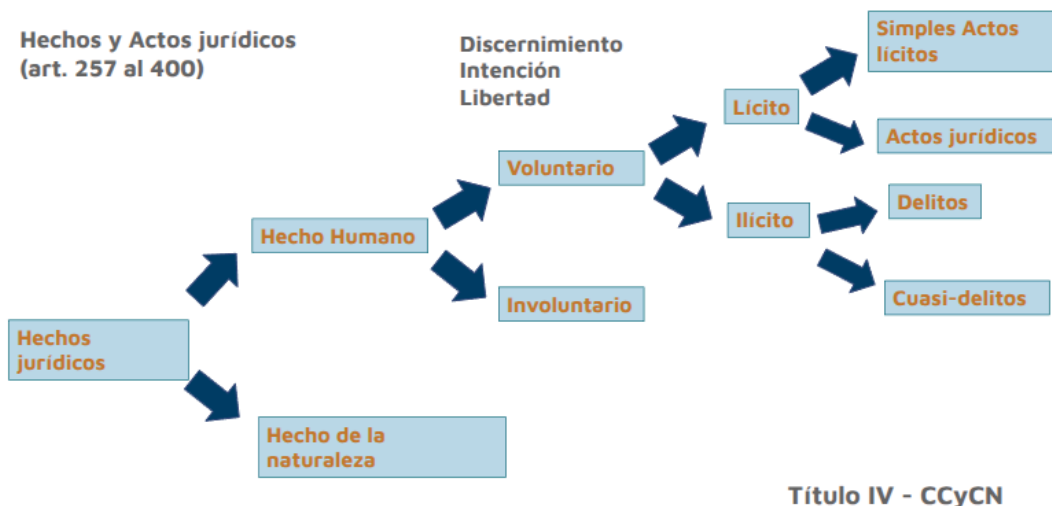 Hechos y Actos jurídicos
(art. 257 al 400)
Discernimiento
Intención
Libertad
Simples Actos
lícitos
Lícito
Actos jurídicos
Voluntario
Delitos
Ilícito
Hecho Humano
Cuasi-delitos
Involuntario
Hechos
jurídicos
Hecho de la
naturaleza
Título IV - CCyCN